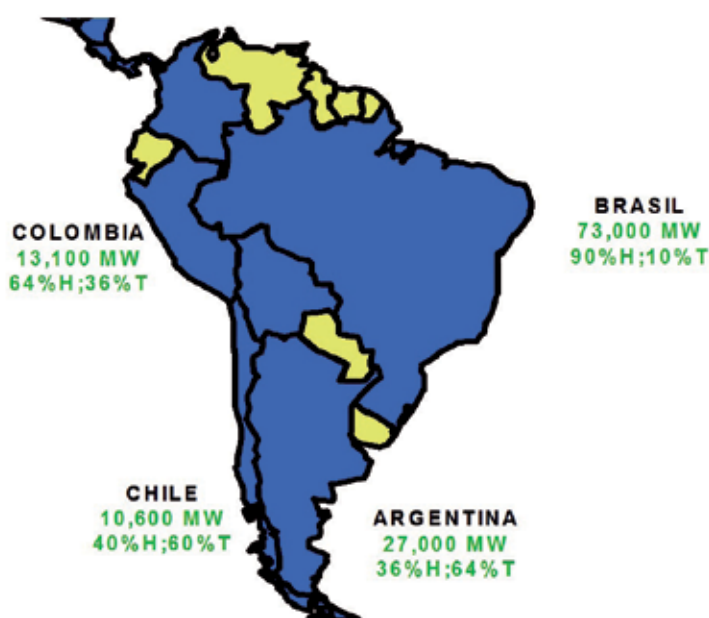 COLOMBIA
13,100 MW
64%H;36%T
BRASIL
73,000 MW
90%H;10%T
CHILE
10,600 MW
40%H;60%T
ARGENTINA
27,000 MW
36%H;64%T